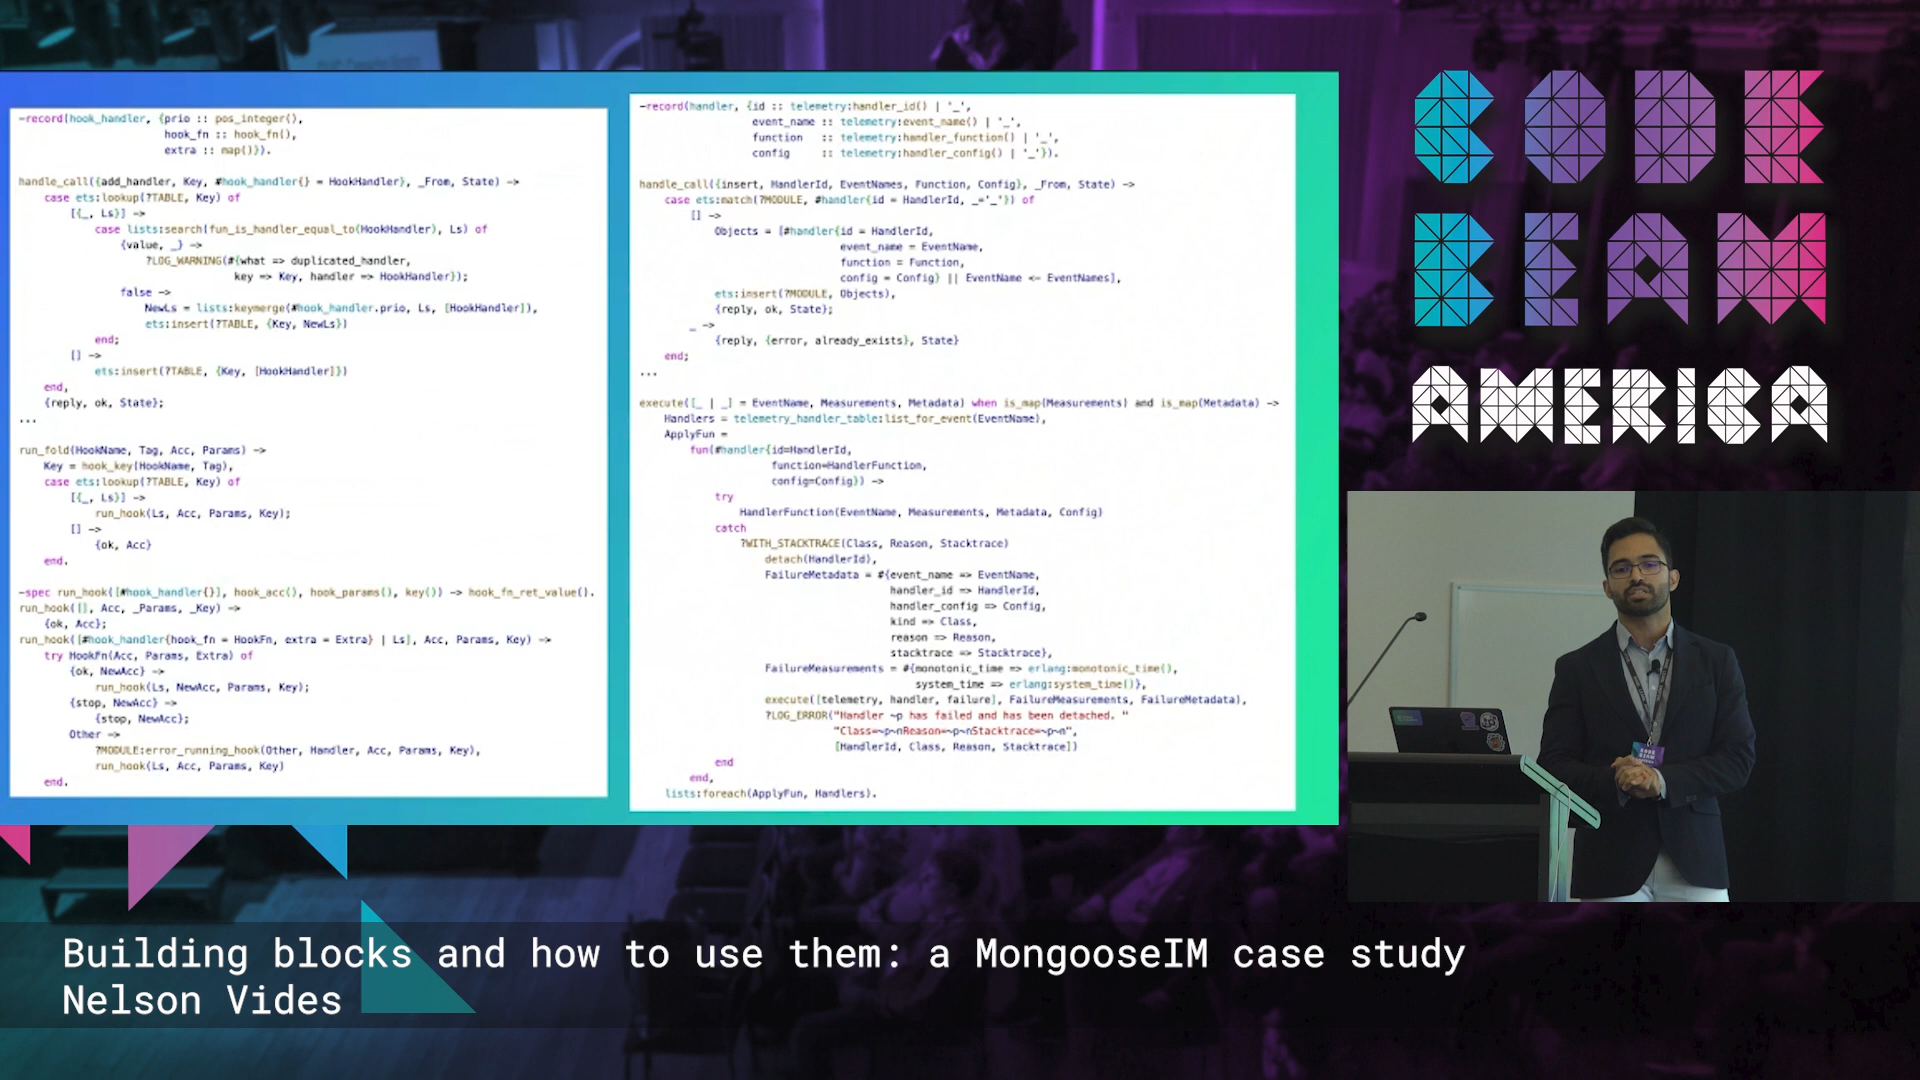 -record(hook_handler, {prio :: pos_integer(),
hook_fn :: hook_fn(),
extra :: map()}).
handle_call({add_handler, Key, #hook_handler{} = HookHandler}, _From, State) ->
case ets:lookup(?TABLE, Key) of
[{_, Ls}] ->
case lists:search(fun_is_handler_equal_to(HookHandler), Ls) of
{value, _} ->
?LOG_WARNING(#{what => duplicated_handler,
key => Key, handler => HookHandler});
false ->
NewLs = lists:keymerge(#hook_handler.prio, Ls, [HookHandler]),
ets:insert(?TABLE, {Key, NewLs})
end;
[] ->
ets:insert(?TABLE, {Key, [HookHandler]})
end,
{reply, ok, State};
...
run_fold(HookName, Tag, Acc, Params) ->
Key = hook_key(HookName, Tag),
case ets:lookup(?TABLE, Key) of
[{_, Ls}] ->
run_hook(Ls, Acc, Params, Key);
[] ->
{ok, Acc}
end.
-spec run_hook([#hook_handler{}], hook_acc(), hook_params(), key()) -> hook_fn_ret_value().
run_hook([], Acc, _Params, _Key) ->
{ok, Acc};
run_hook([#hook_handler{hook_fn = HookFn, extra = Extra} | Ls], Acc, Params, Key) ->
try HookFn(Acc, Params, Extra) of
{ok, NewAcc} ->
run_hook(Ls, NewAcc, Params, Key);
{stop, NewAcc} ->
{stop, NewAcc};
Other ->
?MODULE:error_running_hook(Other, Handler, Acc, Params, Key),
run_hook(Ls, Acc, Params, Key)
end.
-record(handler, {id :: telemetry:handler_id() | '_',
event_name :: telemetry:event_name() | '_',
function :: telemetry:handler_function() | '_',
config :: telemetry:handler_config() | '_'}).
handle_call({insert, HandlerId, EventNames, Function, Config}, _From, State) ->
case ets:match(?MODULE, #handler{id = HandlerId, _='_'}) of
[] ->
Objects = [#handler{id = HandlerId,
event_name = EventName,
function = Function,
config = Config} || EventName <- EventNames],
ets:insert(?MODULE, Objects),
{reply, ok, State};
_ ->
{reply, {error, already_exists}, State}
end;
...
execute([_ | _] = EventName, Measurements, Metadata) when is_map(Measurements) and is_map(Metadata) ->
Handlers = telemetry_handler_table:list_for_event(EventName),
ApplyFun =
fun(#handler{id=HandlerId,
function=HandlerFunction,
config=Config}) ->
try
HandlerFunction(EventName, Measurements, Metadata, Config)
catch
?WITH_STACKTRACE(Class, Reason, Stacktrace)
detach(HandlerId),
FailureMetadata = #{event_name => EventName,
handler_id => HandlerId,
handler_config => Config,
kind => Class,
reason => Reason,
stacktrace => Stacktrace},
FailureMeasurements = #{monotonic_time => erlang:monotonic_time(),
system_time => erlang:system_time()},
execute([telemetry, handler, failure], FailureMeasurements, FailureMetadata),
?LOG_ERROR("Handler ~p has failed and has been detached. "
"Class=~p~nReason=~p~nStacktrace=~p~n",
[HandlerId, Class, Reason, Stacktrace])
end
end,
lists:foreach(ApplyFun, Handlers).
CODE
BEAM
AMERICA
Building blocks and how to use them: a MongooseIM case study
Nelson Vides